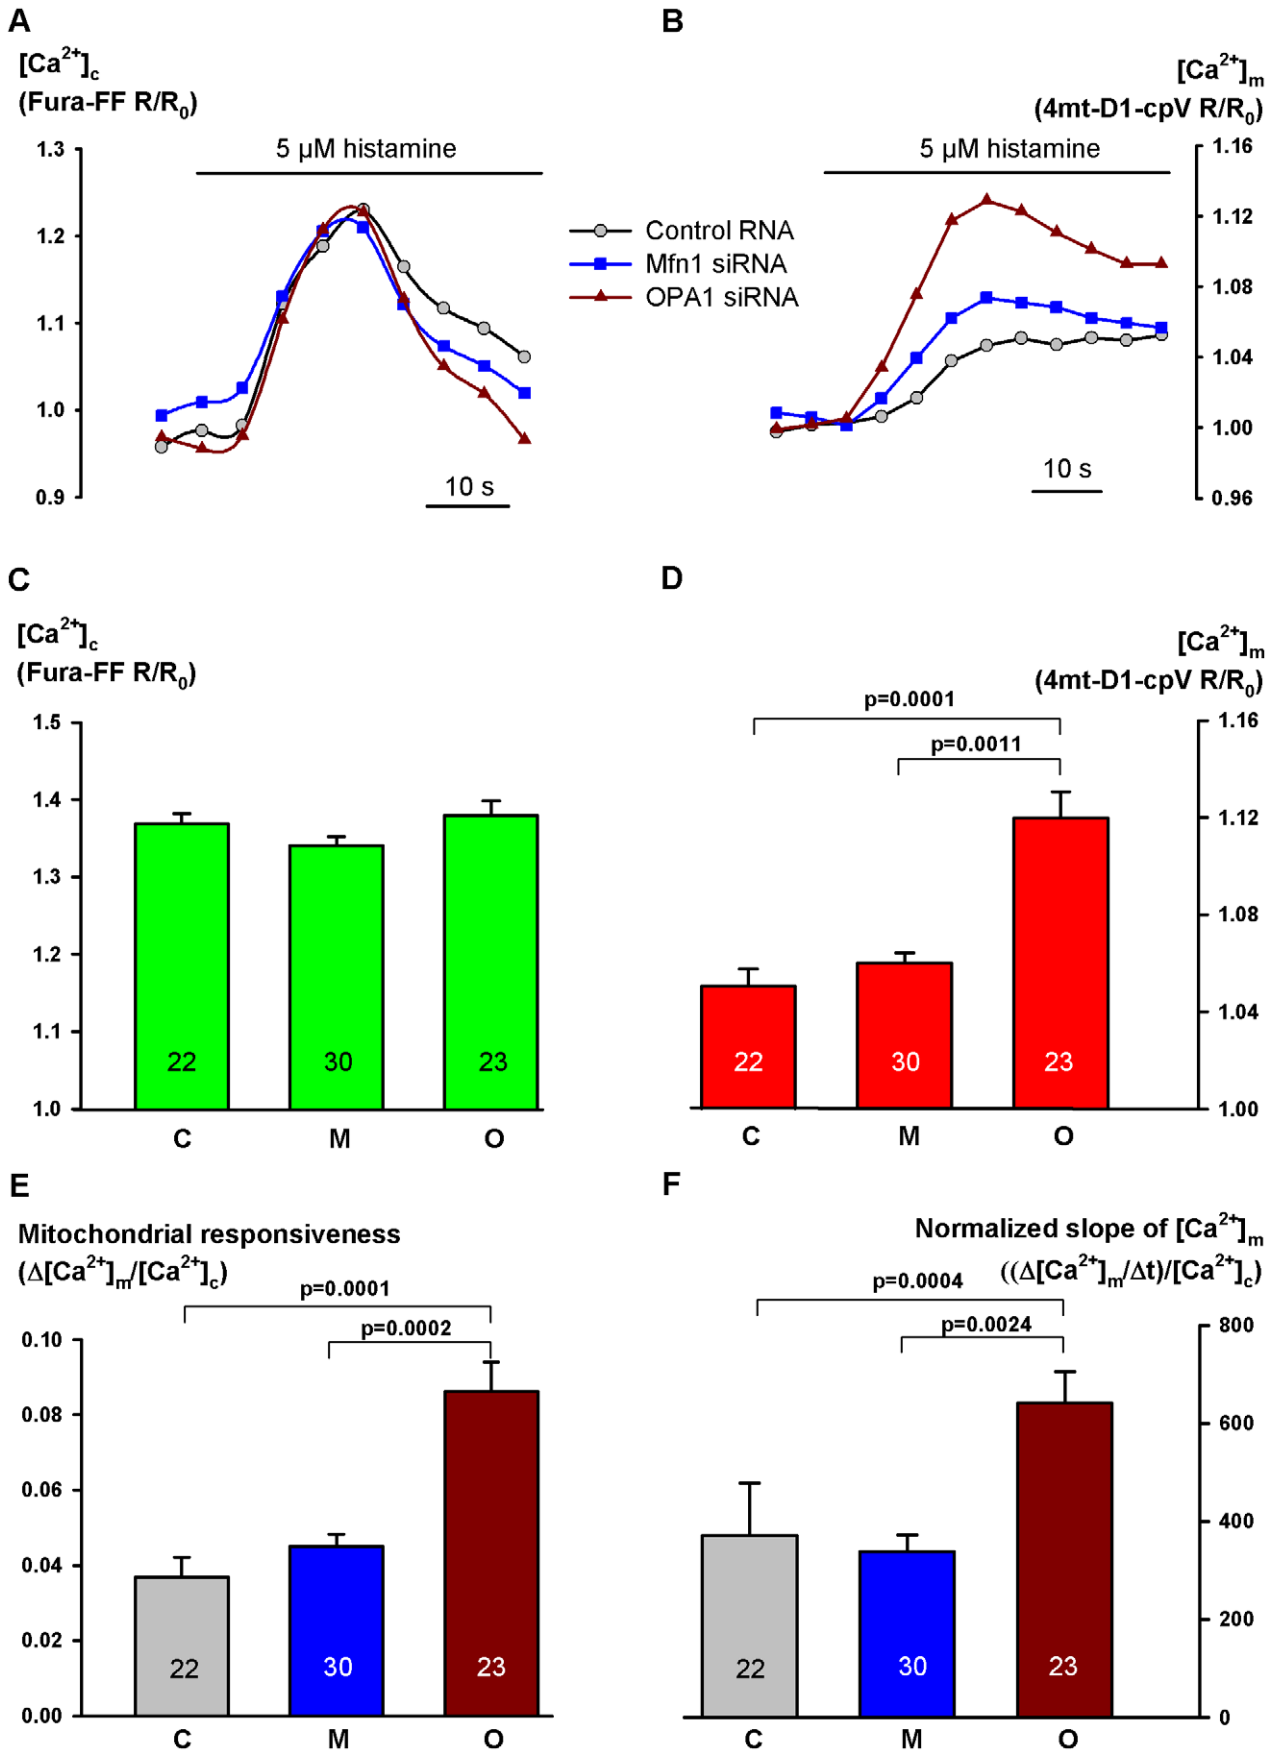 A
[Ca2+]c
(Fura-FF R/R0)
1.3
1.2
1.1
1.0
0.9
5 µM histamine
10 s
Control RNA
Mfn1 siRNA
OPA1 siRNA
B
[Ca2+]m
(4mt-D1-cpV R/R0)
5 µM histamine
1.16
1.12
1.08
1.04
1.00
0.96
10 s
C
[Ca2+]c
(Fura-FF R/R0)
1.5
1.4
1.3
1.2
1.1
1.0
22
30
23
C
M
O
D
[Ca2+]m
(4mt-D1-cpV R/R0)
p=0.0001
p=0.0011
1.16
1.12
1.08
1.04
1.00
22
30
23
C
M
O
E
Mitochondrial responsiveness
(Δ[Ca2+]m/[Ca2+]c)
p=0.0001
p=0.0002
0.10
0.08
0.06
0.04
0.02
0.00
22
30
23
C
M
O
F
Normalized slope of [Ca2+]m
((Δ[Ca2+]m/Δt)/[Ca2+]c)
p=0.0004
p=0.0024
800
600
400
200
0
22
30
23
C
M
O